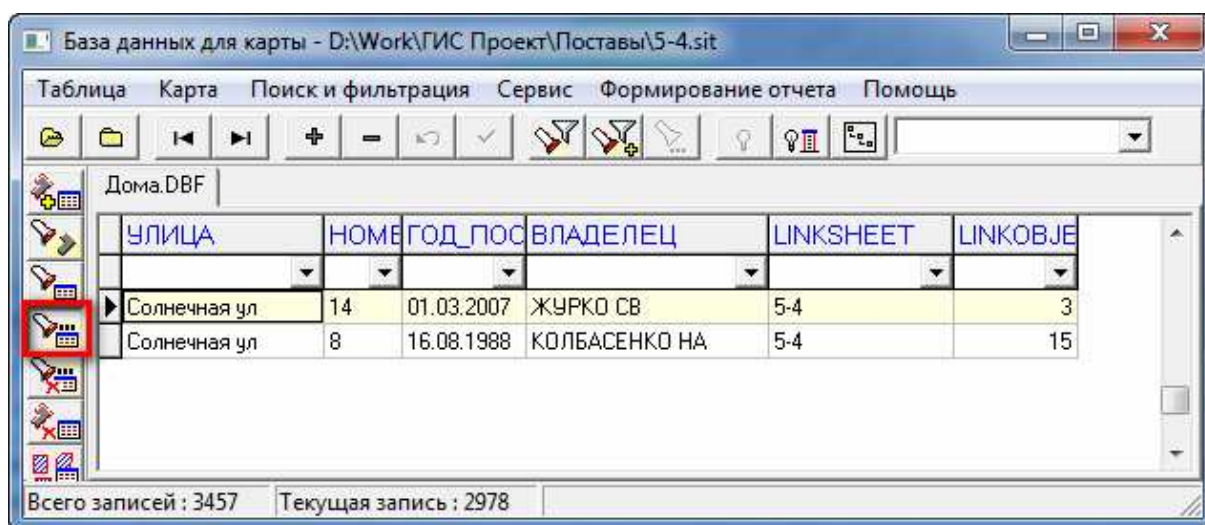 База данных для карты - D:\Work\ГИС Проект\Поставы\5-4.sit
Таблица Карта Поиск и фильтрация Сервис Формирование отчета Помощь
Дома.DBF
УЛИЦА НОМЕ ГОД_ПОС ВЛАДЕЛЕЦ LINKSHEET LINKOBJE
Солнечная ул 14 01.03.2007 ЖУРКО СВ 5-4 3
Солнечная ул 8 16.08.1988 КОЛБАСЕНКО НА 5-4 15
Всего записей : 3457 Текущая запись : 2978